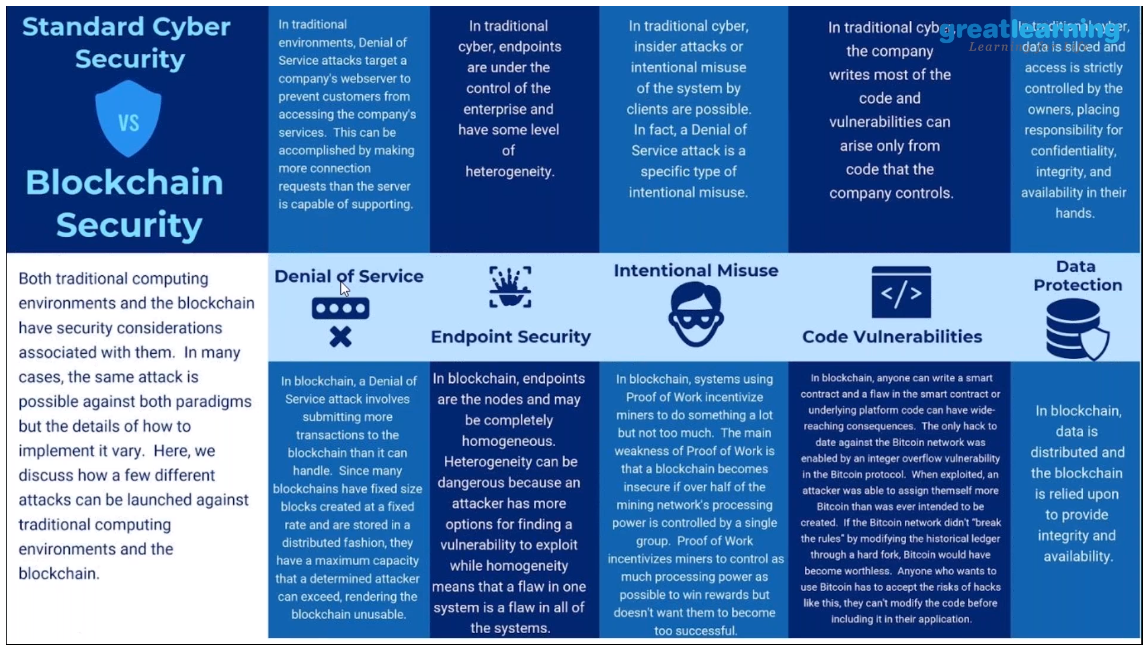 Standard Cyber
Security
VS
Blockchain
Security
Both traditional computing
environments and the blockchain
have security considerations
associated with them. In many
cases, the same attack is
possible against both paradigms
but the details of how to
implement it vary. Here, we
discuss how a few different
attacks can be launched against
traditional computing
environments and the
blockchain.
In traditional
environments, Denial of
Service attacks target a
company's webserver to
prevent customers from
accessing the company's
services. This can be
accomplished by making
more connection
requests than the server
is capable of supporting.
Denial of Service
In blockchain, a Denial of
Service attack involves
submitting more
transactions to the
blockchain than it can
handle. Since many
blockchains have fixed size
blocks created at a fixed
rate and are stored in a
distributed fashion, they
have a maximum capacity
that a determined attacker
can exceed, rendering the
blockchain unusable.
In traditional
cyber, endpoints
are under the
control of the
enterprise and
have some level
of
heterogeneity.
Endpoint Security
In blockchain, endpoints
are the nodes and may
be completely
homogeneous.
Heterogeneity can be
dangerous because an
attacker has more
options for finding a
vulnerability to exploit
while homogeneity
means that a flaw in one
system is a flaw in all of
the systems.
In traditional cyber,
insider attacks or
intentional misuse
of the system by
clients are possible.
In fact, a Denial of
Service attack is a
specific type of
intentional misuse.
Intentional Misuse
In blockchain, systems using
Proof of Work incentivize
miners to do something a lot
but not too much. The main
weakness of Proof of Work is
that a blockchain becomes
insecure if over half of the
mining network's processing
power is controlled by a single
group. Proof of Work
incentivizes miners to control as
much processing power as
possible to win rewards but
doesn't want them to become
too successful.
In traditional cyber,
the company
writes most of the
code and
vulnerabilities can
arise only from
code that the
company controls.
</>
Code Vulnerabilities
In blockchain, anyone can write a smart
contract and a flaw in the smart contract or
underlying platform code can have wide-
reaching consequences. The only hack to
date against the Bitcoin network was
enabled by an integer overflow vulnerability
in the Bitcoin protocol. When exploited, an
attacker was able to assign themself more
Bitcoin than was ever intended to be
created. If the Bitcoin network didn't "break
the rules" by modifying the historical ledger
through a hard fork, Bitcoin would have
become worthless. Anyone who wants to
use Bitcoin has to accept the risks of hacks
like this, they can't modify the code before
including it in their application.
greatlearning
Learning for
In traditional cyber,
data is siloed and
access is strictly
controlled by the
owners, placing
responsibility for
confidentiality,
integrity, and
availability in their
hands.
Data
Protection
In blockchain,
data is
distributed and
the blockchain
is relied upon
to provide
integrity and
availability.